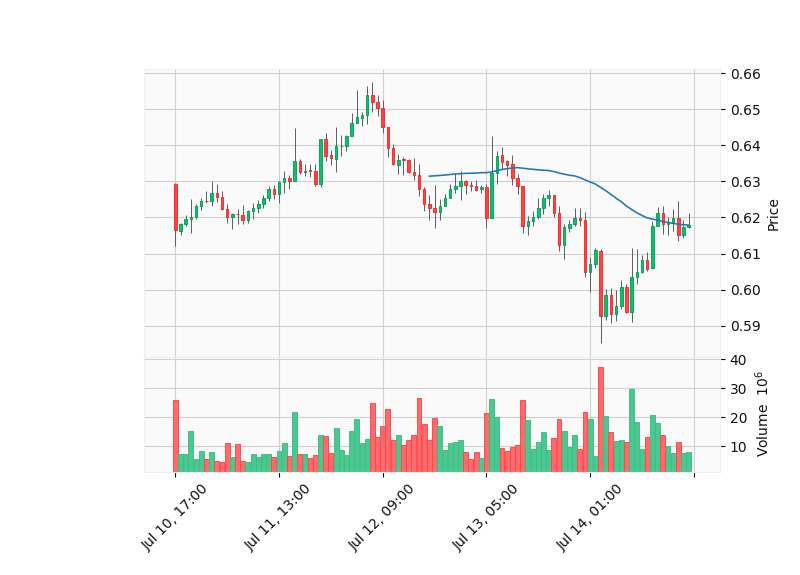 0.66
0.65
0.64
0.63
0.62
0.61
0.60
0.59
Price
40
30
20
10
Volume 10^6
Jul 10, 17:00
Jul 11, 13:00
Jul 12, 09:00
Jul 13, 05:00
Jul 14, 01:00